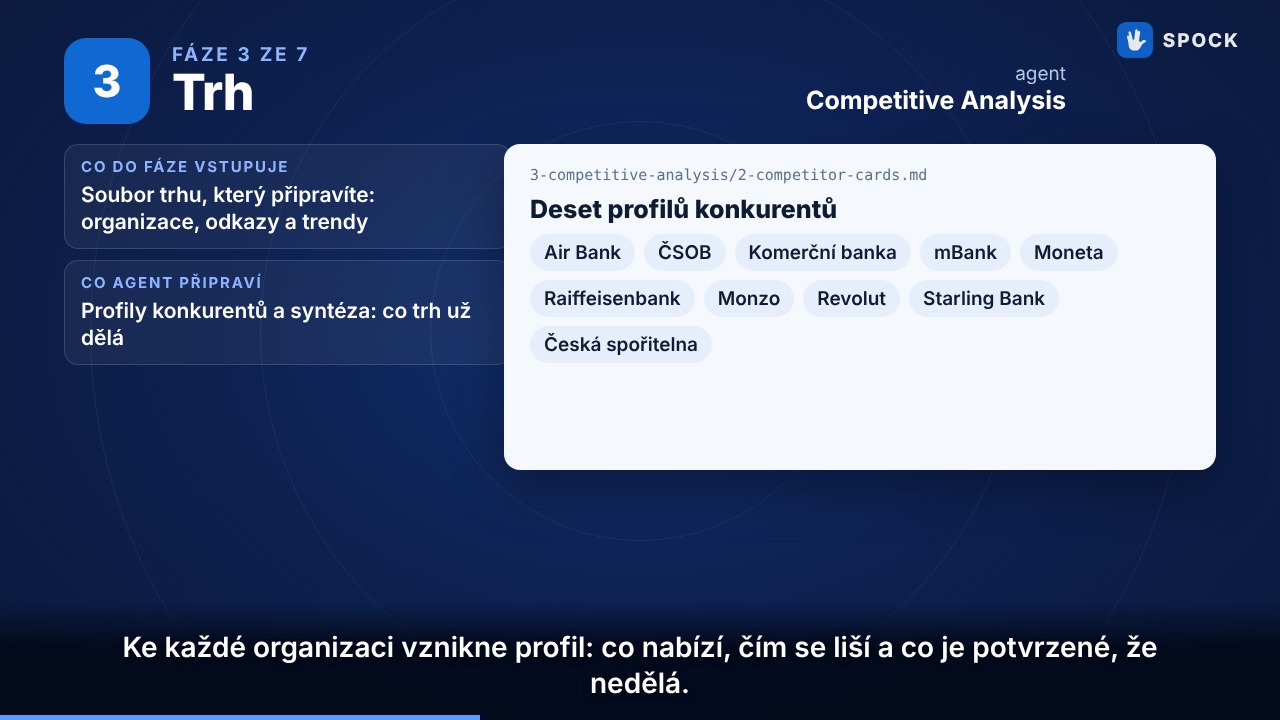 3
FÁZE 3 ZE 7
Trh
SPOCK
agent
Competitive Analysis
CO DO FÁZE VSTUPUJE
Soubor trhu, který připravíte:
organizace, odkazy a trendy
CO AGENT PŘIPRAVÍ
Profily konkurentů a syntéza: co trh už
dělá
3-competitive-analysis/2-competitor-cards.md
Deset profilů konkurentů
Air Bank ČSOB Komerční banka mBank Moneta
Raiffeisenbank Monzo Revolut Starling Bank
Česká spořitelna
Ke každé organizaci vznikne profil: co nabízí, čím se liší a co je potvrzené, že
nedělá.